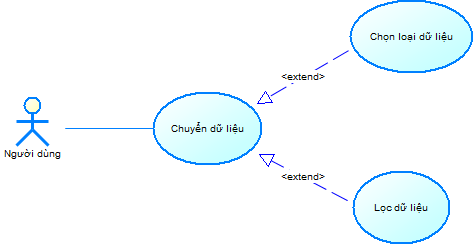 Chọn loại dữ liệu
<extend>
Chuyển dữ liệu
Người dùng
<extend>
Lọc dữ liệu